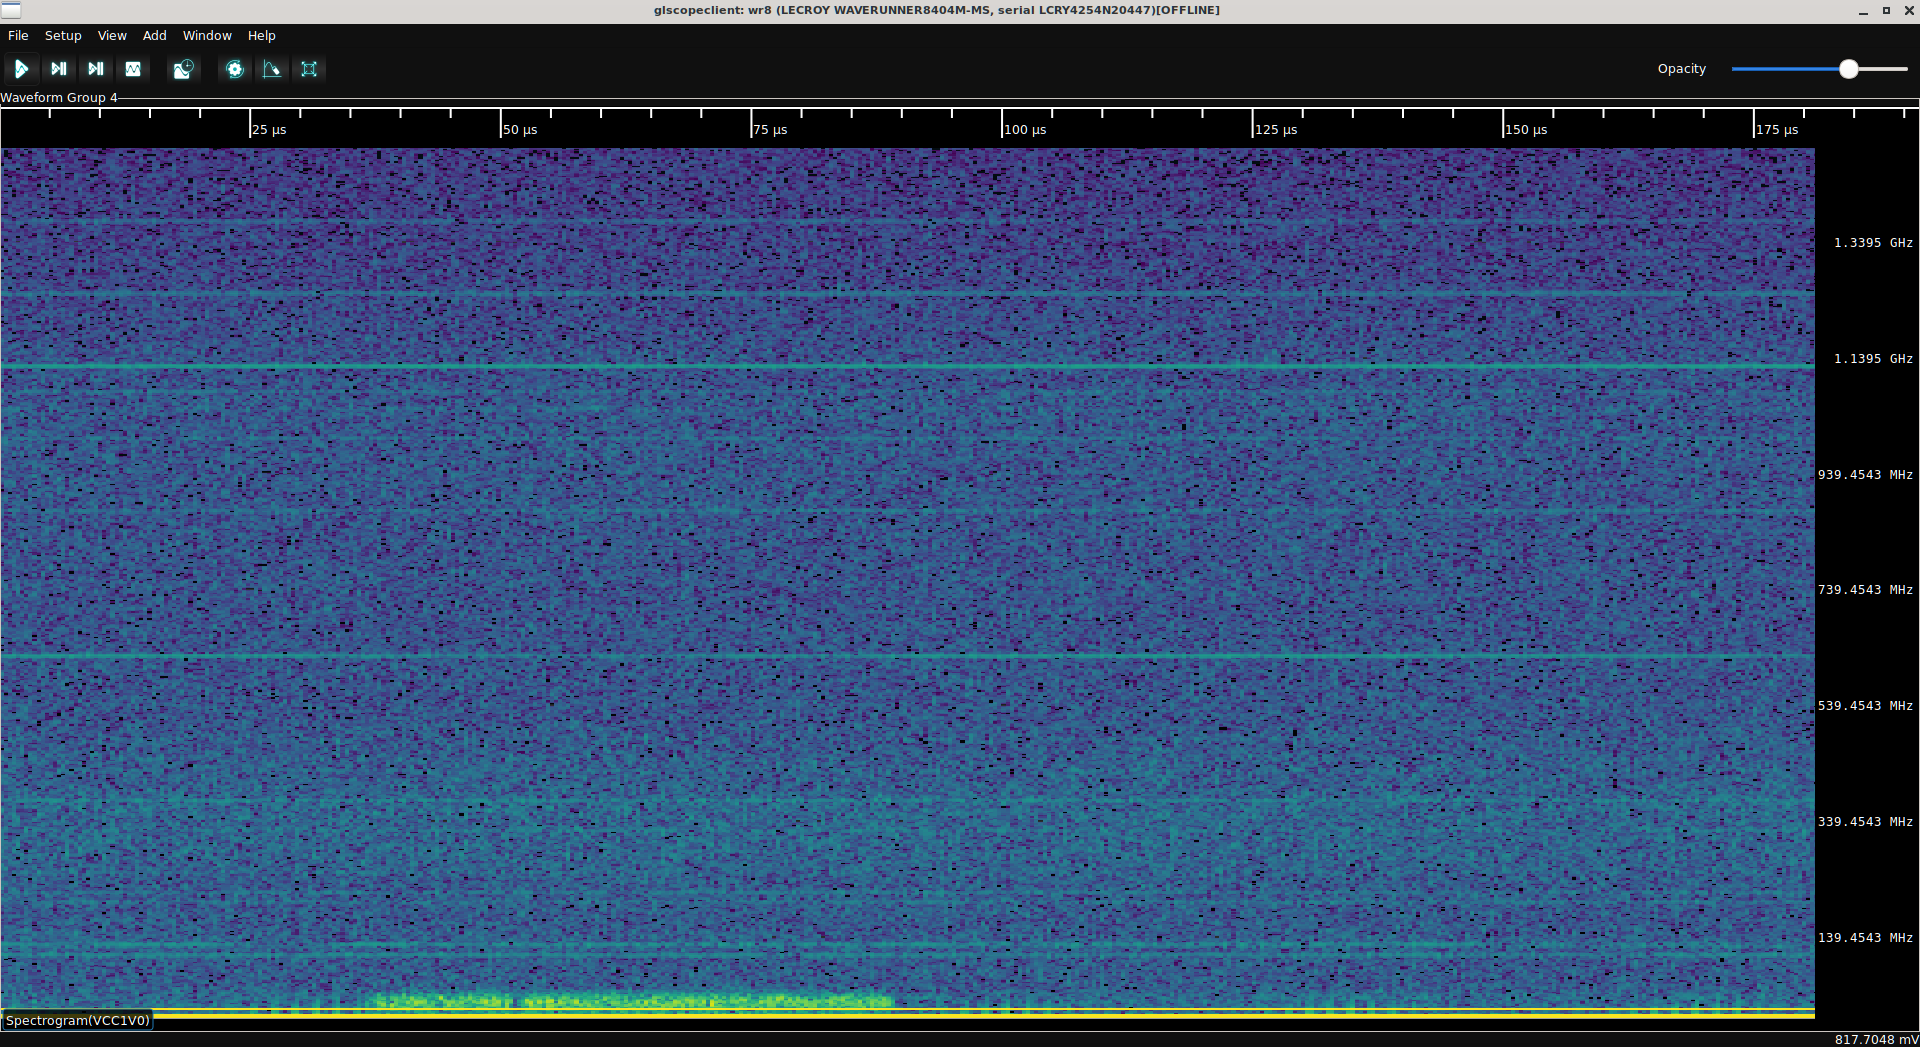 glscopeclient: wr8 (LECROY WAVERUNNER8404M-MS, serial LCRY4254N20447)[OFFLINE]
File Setup View Add Window Help
Opacity
Waveform Group 4
25 µs 50 µs 75 µs 100 µs 125 µs 150 µs 175 µs
1.3395 GHz
1.1395 GHz
939.4543 MHz
739.4543 MHz
539.4543 MHz
339.4543 MHz
139.4543 MHz
Spectrogram(VCC1V0)
817.7048 mV